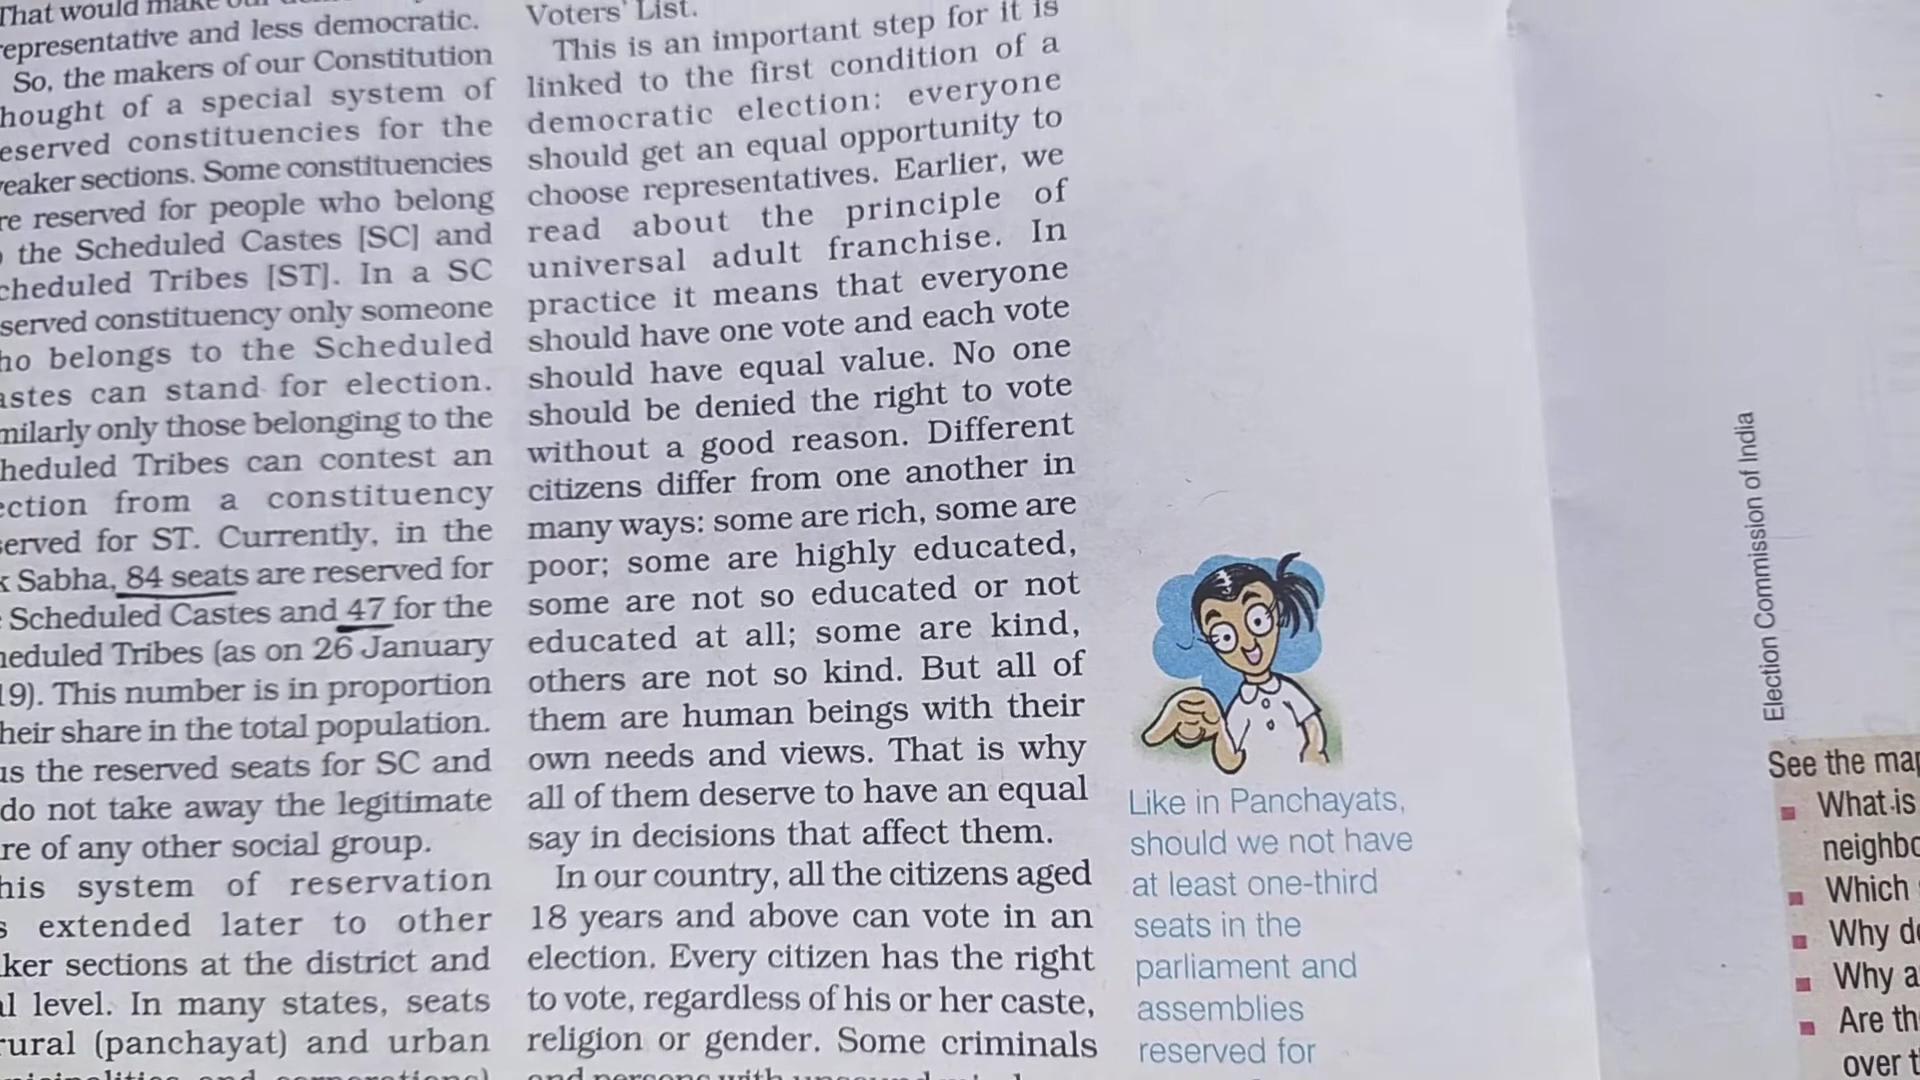 That would make our
representative and less democratic.
So, the makers of our Constitution
hought of a special system of
eserved constituencies for the
eaker sections. Some constituencies
re reserved for people who belong
the Scheduled Castes [SC] and
cheduled Tribes [ST]. In a SC
served constituency only someone
ho belongs to the Scheduled
astes can stand for election.
milarly only those belonging to the
heduled Tribes can contest an
ection from a constituency
served for ST. Currently, in the
k Sabha, 84 seats are reserved for
Scheduled Castes and 47 for the
heduled Tribes (as on 26 January
19). This number is in proportion
heir share in the total population.
us the reserved seats for SC and
do not take away the legitimate
re of any other social group.
his system of reservation
s extended later to other
ker sections at the district and
al level. In many states, seats
rural (panchayat) and urban
Voters' List.
This is an important step for it is
linked to the first condition of a
democratic election: everyone
should get an equal opportunity to
choose representatives. Earlier, we
read about the principle of
universal adult franchise. In
practice it means that everyone
should have one vote and each vote
should have equal value. No one
should be denied the right to vote
without a good reason. Different
citizens differ from one another in
many ways: some are rich, some are
poor; some are highly educated,
some are not so educated or not
educated at all; some are kind,
others are not so kind. But all of
them are human beings with their
own needs and views. That is why
all of them deserve to have an equal
say in decisions that affect them.
In our country, all the citizens aged
18 years and above can vote in an
election. Every citizen has the right
to vote, regardless of his or her caste,
religion or gender. Some criminals
Like in Panchayats,
should we not have
at least one-third
seats in the
parliament and
assemblies
reserved for
Election Commission of India
See the map
What is
neighbo
Which
Why d
Why a
Are th
over t